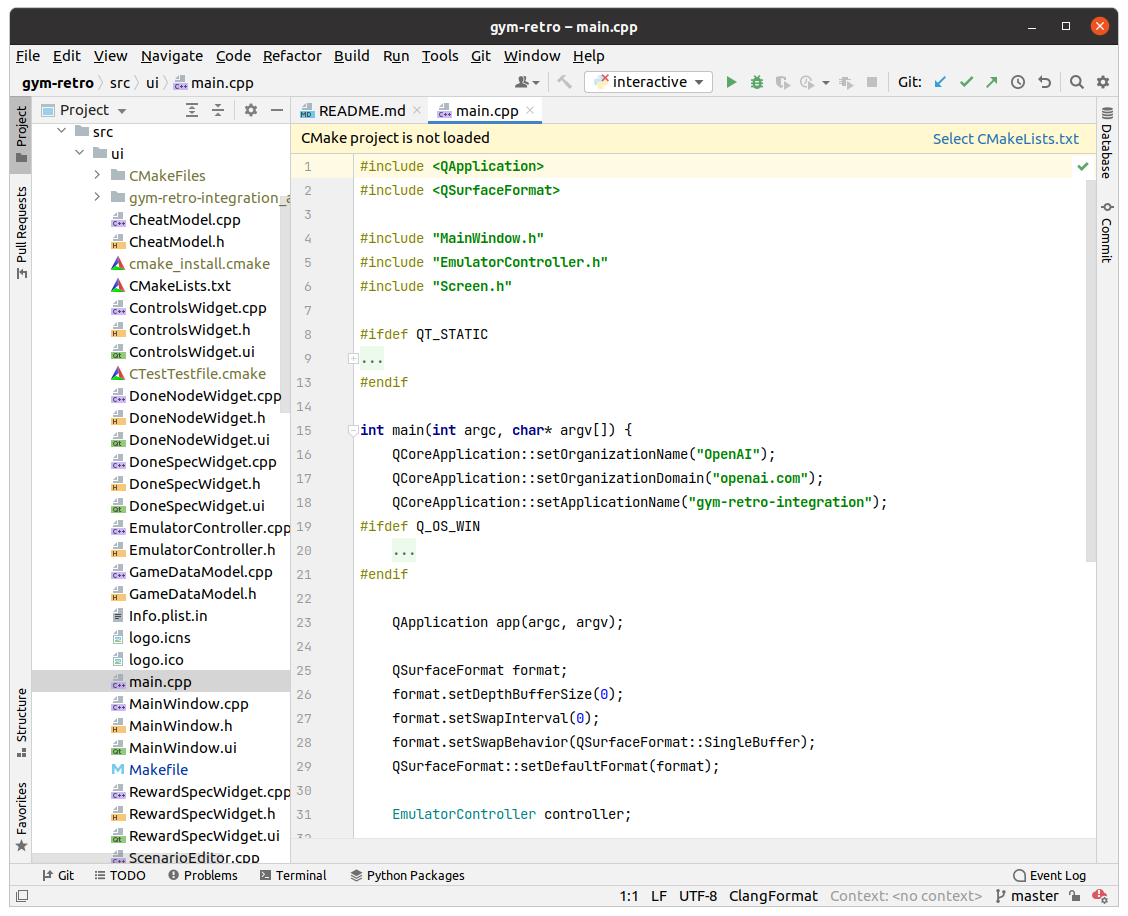 gym-retro – main.cpp
File Edit View Navigate Code Refactor Build Run Tools Git Window Help
gym-retro src ui main.cpp interactive Git:
Project README.md main.cpp
CMake project is not loaded Select CMakeLists.txt
Project
Pull Requests
Structure
Favorites
src
ui
CMakeFiles
gym-retro-integration_a
CheatModel.cpp
CheatModel.h
cmake_install.cmake
CMakeLists.txt
ControlsWidget.cpp
ControlsWidget.h
ControlsWidget.ui
CTestTestfile.cmake
DoneNodeWidget.cpp
DoneNodeWidget.h
DoneNodeWidget.ui
DoneSpecWidget.cpp
DoneSpecWidget.h
DoneSpecWidget.ui
EmulatorController.cpp
EmulatorController.h
GameDataModel.cpp
GameDataModel.h
Info.plist.in
logo.icns
logo.ico
main.cpp
MainWindow.cpp
MainWindow.h
MainWindow.ui
Makefile
RewardSpecWidget.cpp
RewardSpecWidget.h
RewardSpecWidget.ui
ScenarioEditor.cpp
1 #include <QApplication>
2 #include <QSurfaceFormat>
3
4 #include "MainWindow.h"
5 #include "EmulatorController.h"
6 #include "Screen.h"
7
8 #ifdef QT_STATIC
9 ...
13 #endif
14
15 int main(int argc, char* argv[]) {
16 QCoreApplication::setOrganizationName("OpenAI");
17 QCoreApplication::setOrganizationDomain("openai.com");
18 QCoreApplication::setApplicationName("gym-retro-integration");
19 #ifdef Q_OS_WIN
20 ...
21 #endif
22
23 QApplication app(argc, argv);
24
25 QSurfaceFormat format;
26 format.setDepthBufferSize(0);
27 format.setSwapInterval(0);
28 format.setSwapBehavior(QSurfaceFormat::SingleBuffer);
29 QSurfaceFormat::setDefaultFormat(format);
30
31 EmulatorController controller;
32
Database
Commit
Git TODO Problems Terminal Python Packages Event Log
1:1 LF UTF-8 ClangFormat Context: <no context> master